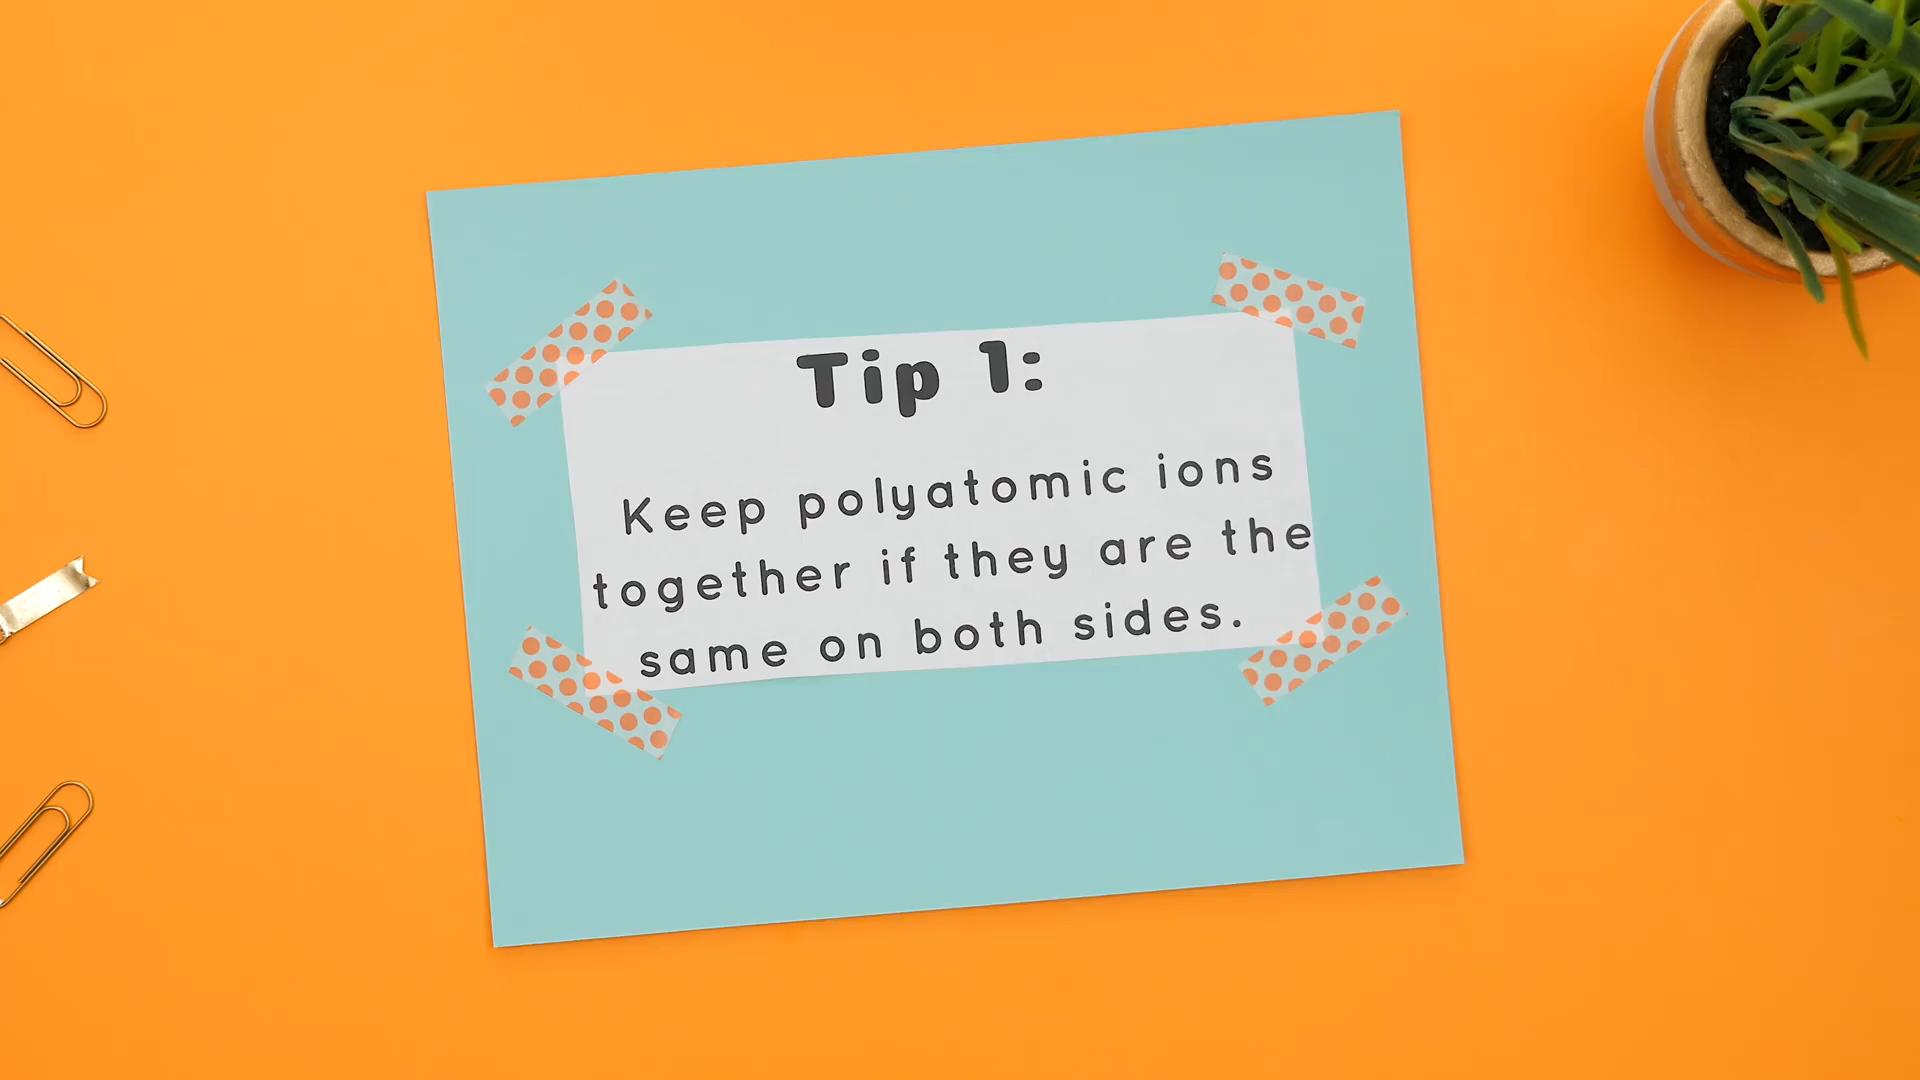 Tip 1:
Keep polyatomic ions
together if they are the
same on both sides.